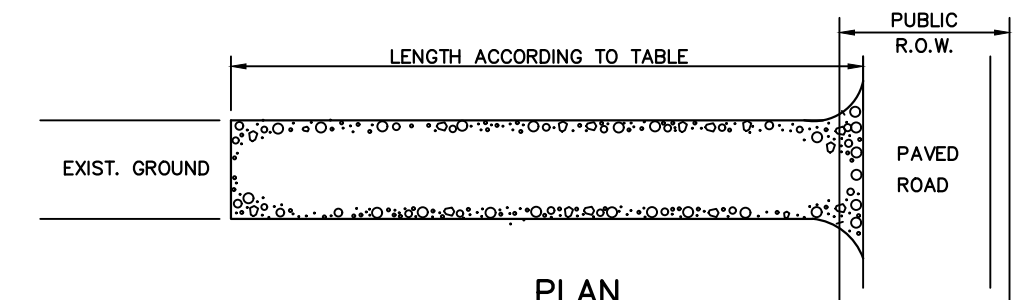 PUBLIC
R.O.W.
LENGTH ACCORDING TO TABLE
EXIST. GROUND
PAVED
ROAD
PLAN